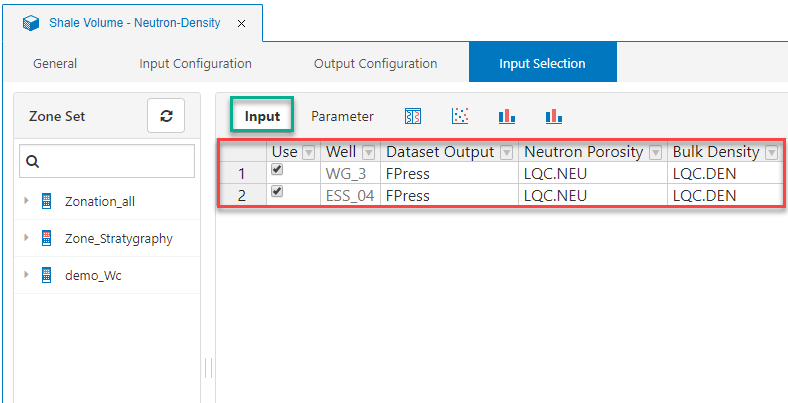 Shale Volume - Neutron-Density ×
General Input Configuration Output Configuration Input Selection
Zone Set
Zonation_all
Zone_Stratygraphy
demo_Wc
Input Parameter
Use Well Dataset Output Neutron Porosity Bulk Density
1 WG_3 FPress LQC.NEU LQC.DEN
2 ESS_04 FPress LQC.NEU LQC.DEN